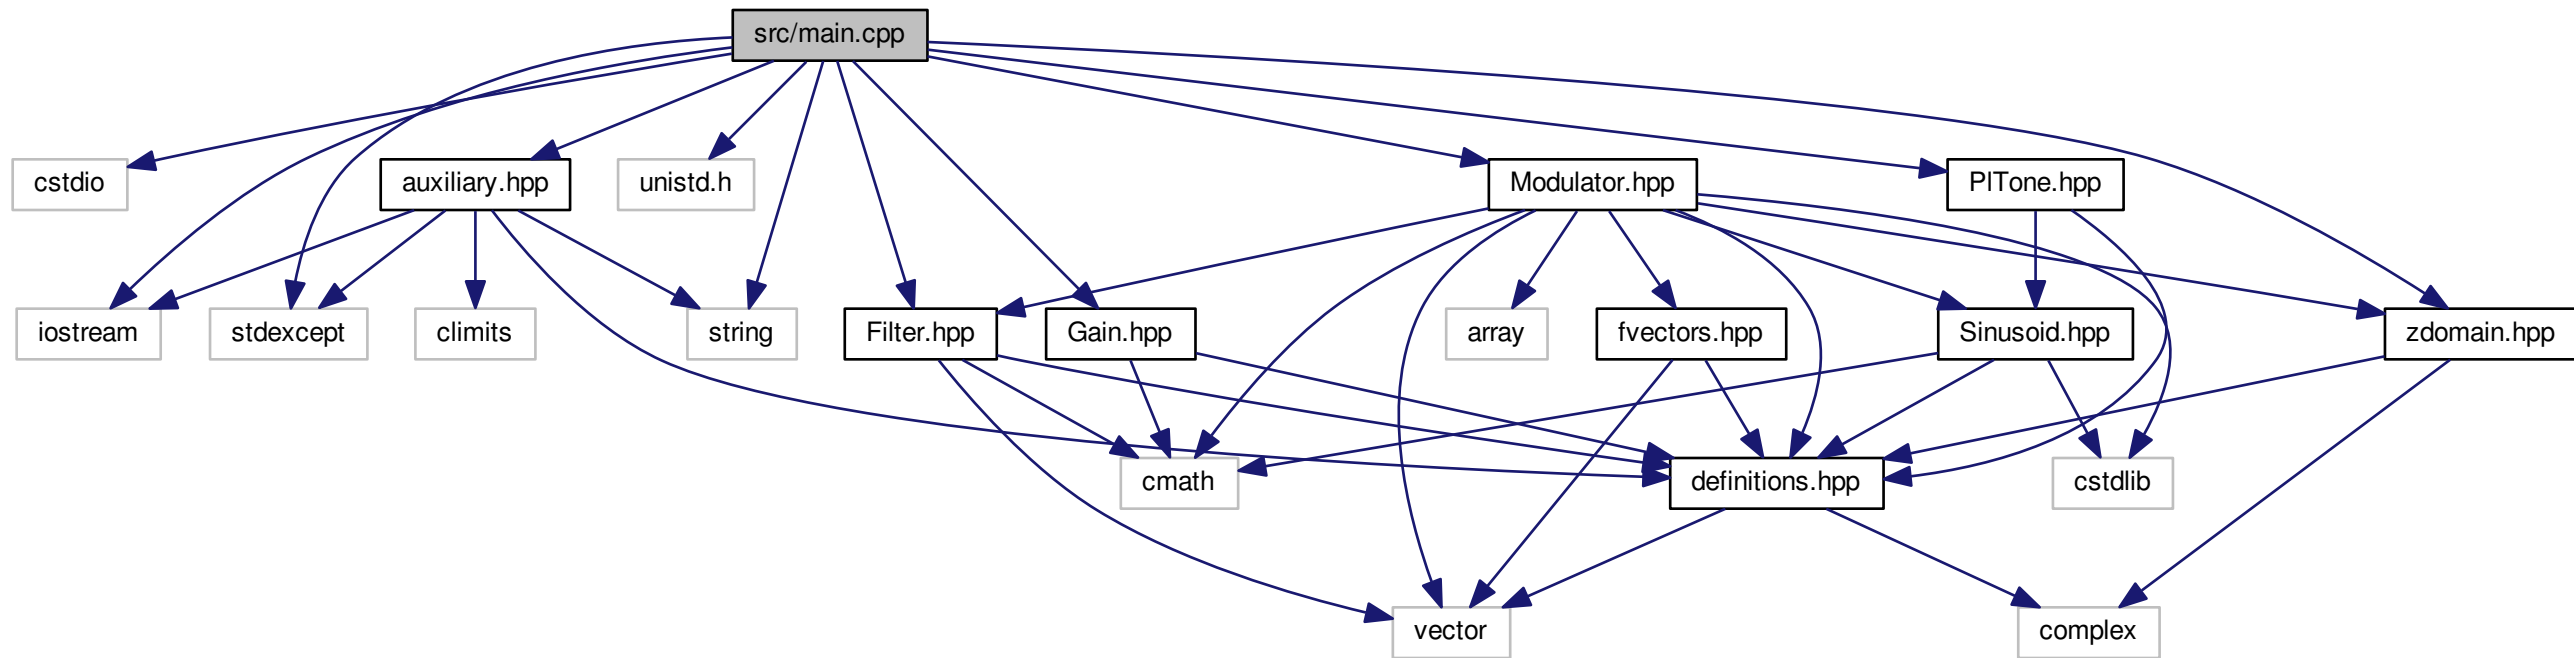 src/main.cpp
cstdio
auxiliary.hpp
unistd.h
Modulator.hpp
PlTone.hpp
iostream
stdexcept
climits
string
Filter.hpp
Gain.hpp
array
fvectors.hpp
Sinusoid.hpp
zdomain.hpp
cmath
definitions.hpp
cstdlib
vector
complex